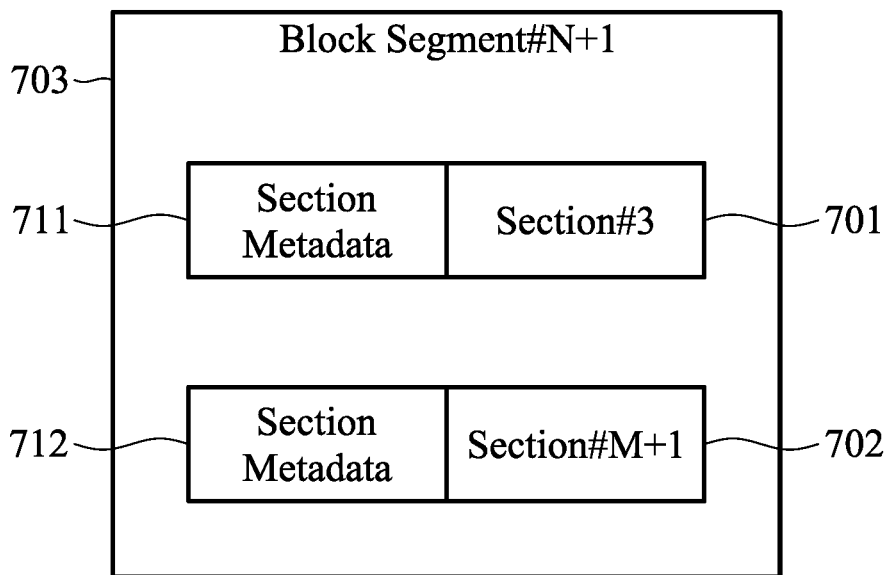 Block Segment#N+1
703
711
Section
Metadata
Section#3
701
712
Section
Metadata
Section#M+1
702